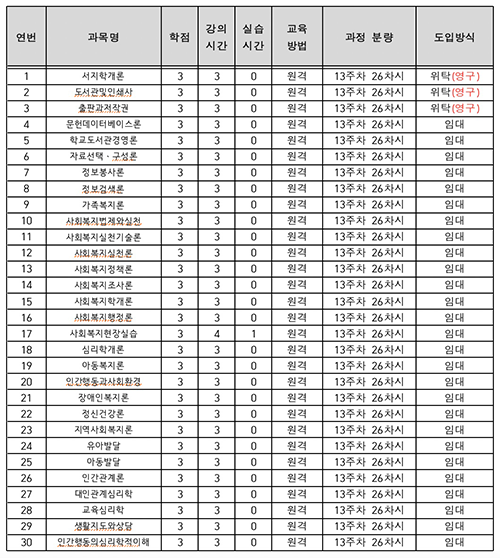 연번 과목명 학점 강의 시간 실습 시간 교육 방법 과정 분량 도입방식
1 서지학개론 3 3 0 원격 13주차 26차시 위탁(영구)
2 도서관및인쇄사 3 3 0 원격 13주차 26차시 위탁(영구)
3 출판과저작권 3 3 0 원격 13주차 26차시 위탁(영구)
4 문헌데이터베이스론 3 3 0 원격 13주차 26차시 임대
5 학교도서관경영론 3 3 0 원격 13주차 26차시 임대
6 자료선택·구성론 3 3 0 원격 13주차 26차시 임대
7 정보봉사론 3 3 0 원격 13주차 26차시 임대
8 정보검색론 3 3 0 원격 13주차 26차시 임대
9 가족복지론 3 3 0 원격 13주차 26차시 임대
10 사회복지법제와실천 3 3 0 원격 13주차 26차시 임대
11 사회복지실천기술론 3 3 0 원격 13주차 26차시 임대
12 사회복지실천론 3 3 0 원격 13주차 26차시 임대
13 사회복지정책론 3 3 0 원격 13주차 26차시 임대
14 사회복지조사론 3 3 0 원격 13주차 26차시 임대
15 사회복지학개론 3 3 0 원격 13주차 26차시 임대
16 사회복지행정론 3 3 0 원격 13주차 26차시 임대
17 사회복지현장실습 3 4 1 원격 13주차 26차시 임대
18 심리학개론 3 3 0 원격 13주차 26차시 임대
19 아동복지론 3 3 0 원격 13주차 26차시 임대
20 인간행동과사회환경 3 3 0 원격 13주차 26차시 임대
21 장애인복지론 3 3 0 원격 13주차 26차시 임대
22 정신건강론 3 3 0 원격 13주차 26차시 임대
23 지역사회복지론 3 3 0 원격 13주차 26차시 임대
24 유아발달 3 3 0 원격 13주차 26차시 임대
25 아동발달 3 3 0 원격 13주차 26차시 임대
26 인간관계론 3 3 0 원격 13주차 26차시 임대
27 대인관계심리학 3 3 0 원격 13주차 26차시 임대
28 교육심리학 3 3 0 원격 13주차 26차시 임대
29 생활지도와상담 3 3 0 원격 13주차 26차시 임대
30 인간행동의심리학적이해 3 3 0 원격 13주차 26차시 임대